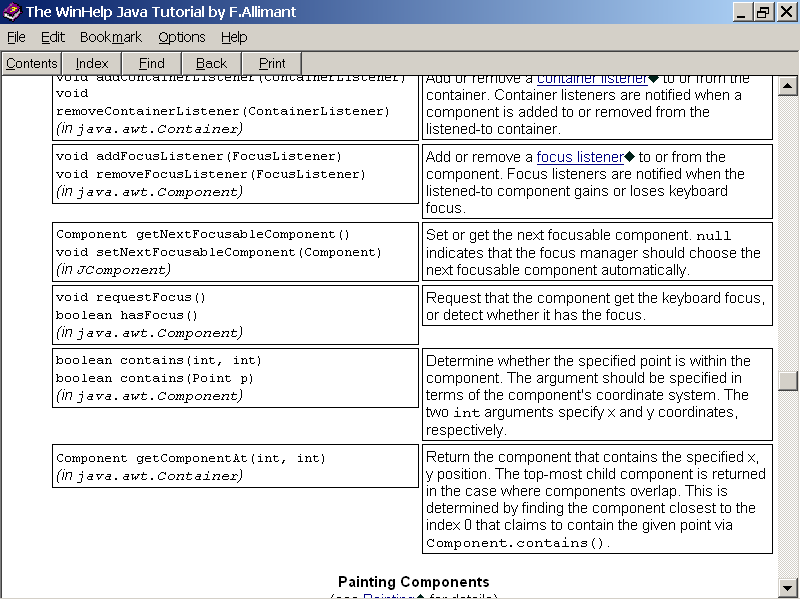 The WinHelp Java Tutorial by F.Allimant
File Edit Bookmark Options Help
Contents Index Find Back Print
void addContainerListener(ContainerListener)
void
removeContainerListener(ContainerListener)
(in java.awt.Container)
Add or remove a container listener to or from the
container. Container listeners are notified when a
component is added to or removed from the
listened-to container.
void addFocusListener(FocusListener)
void removeFocusListener(FocusListener)
(in java.awt.Component)
Add or remove a focus listener to or from the
component. Focus listeners are notified when the
listened-to component gains or loses keyboard
focus.
Component getNextFocusableComponent()
void setNextFocusableComponent(Component)
(in JComponent)
Set or get the next focusable component. null
indicates that the focus manager should choose the
next focusable component automatically.
void requestFocus()
boolean hasFocus()
(in java.awt.Component)
Request that the component get the keyboard focus,
or detect whether it has the focus.
boolean contains(int, int)
boolean contains(Point p)
(in java.awt.Component)
Determine whether the specified point is within the
component. The argument should be specified in
terms of the component's coordinate system. The
two int arguments specify x and y coordinates,
respectively.
Component getComponentAt(int, int)
(in java.awt.Container)
Return the component that contains the specified x,
y position. The top-most child component is returned
in the case where components overlap. This is
determined by finding the component closest to the
index 0 that claims to contain the given point via
Component.contains().
Painting Components
(see Painting for details)